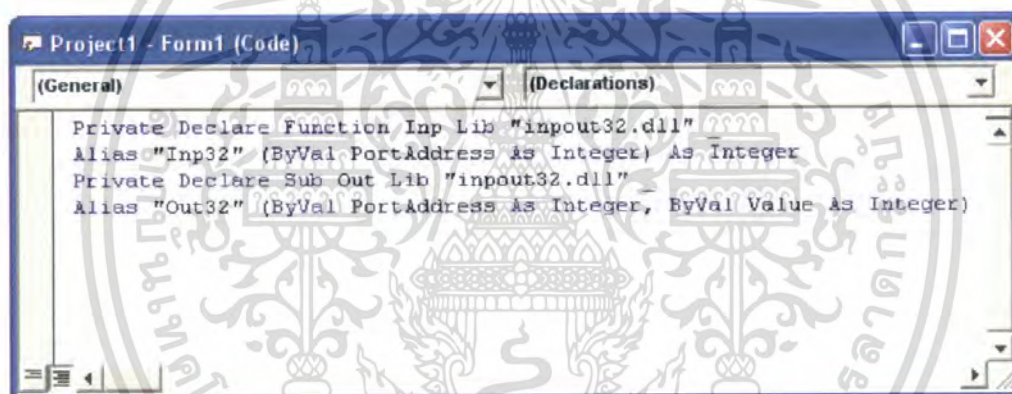 Project1 - Form1 (Code)
(General) (Declarations)
Private Declare Function Inp Lib "inpout32.dll" _
Alias "Inp32" (ByVal PortAddress As Integer) As Integer
Private Declare Sub Out Lib "inpout32.dll" _
Alias "Out32" (ByVal PortAddress As Integer, ByVal Value As Integer)